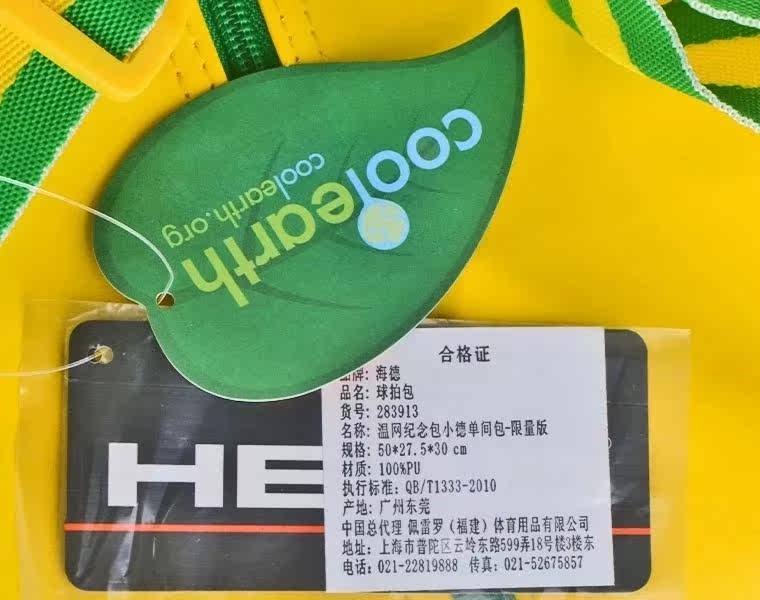 coolearth
coolearth.org
HE
合格证
品牌: 海德
品名: 球拍包
货号: 283913
名称: 温网纪念包小德单间包-限量版
规格: 50*27.5*30 cm
材质: 100%PU
执行标准: QB/T1333-2010
产地: 广州东莞
中国总代理 佩雷罗（福建）体育用品有限公司
地址: 上海市普陀区云岭东路599弄18号楼3楼东
电话: 021-22819888 传真: 021-52675857